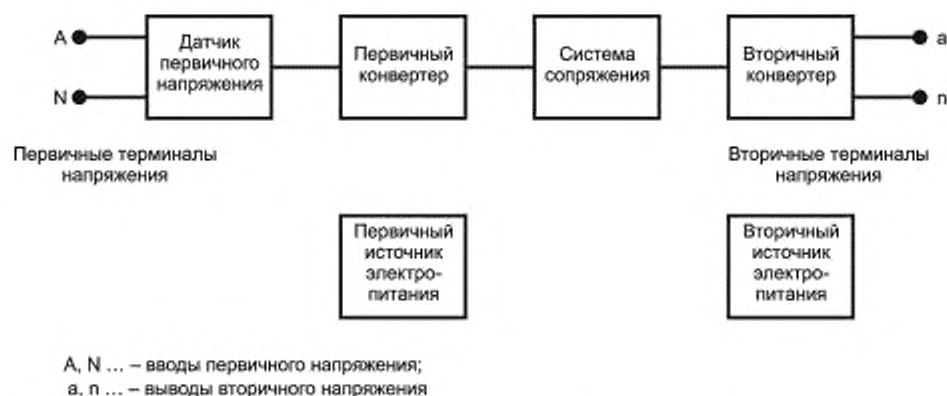 A
Датчик
первичного
напряжения
N
Первичный
конвертер
Система
сопряжения
Вторичный
конвертер
a
n
Первичные терминалы
напряжения
Вторичные терминалы
напряжения
Первичный
источник
электро-
питания
Вторичный
источник
электро-
питания
A, N ... – вводы первичного напряжения;
a, n ... – выводы вторичного напряжения